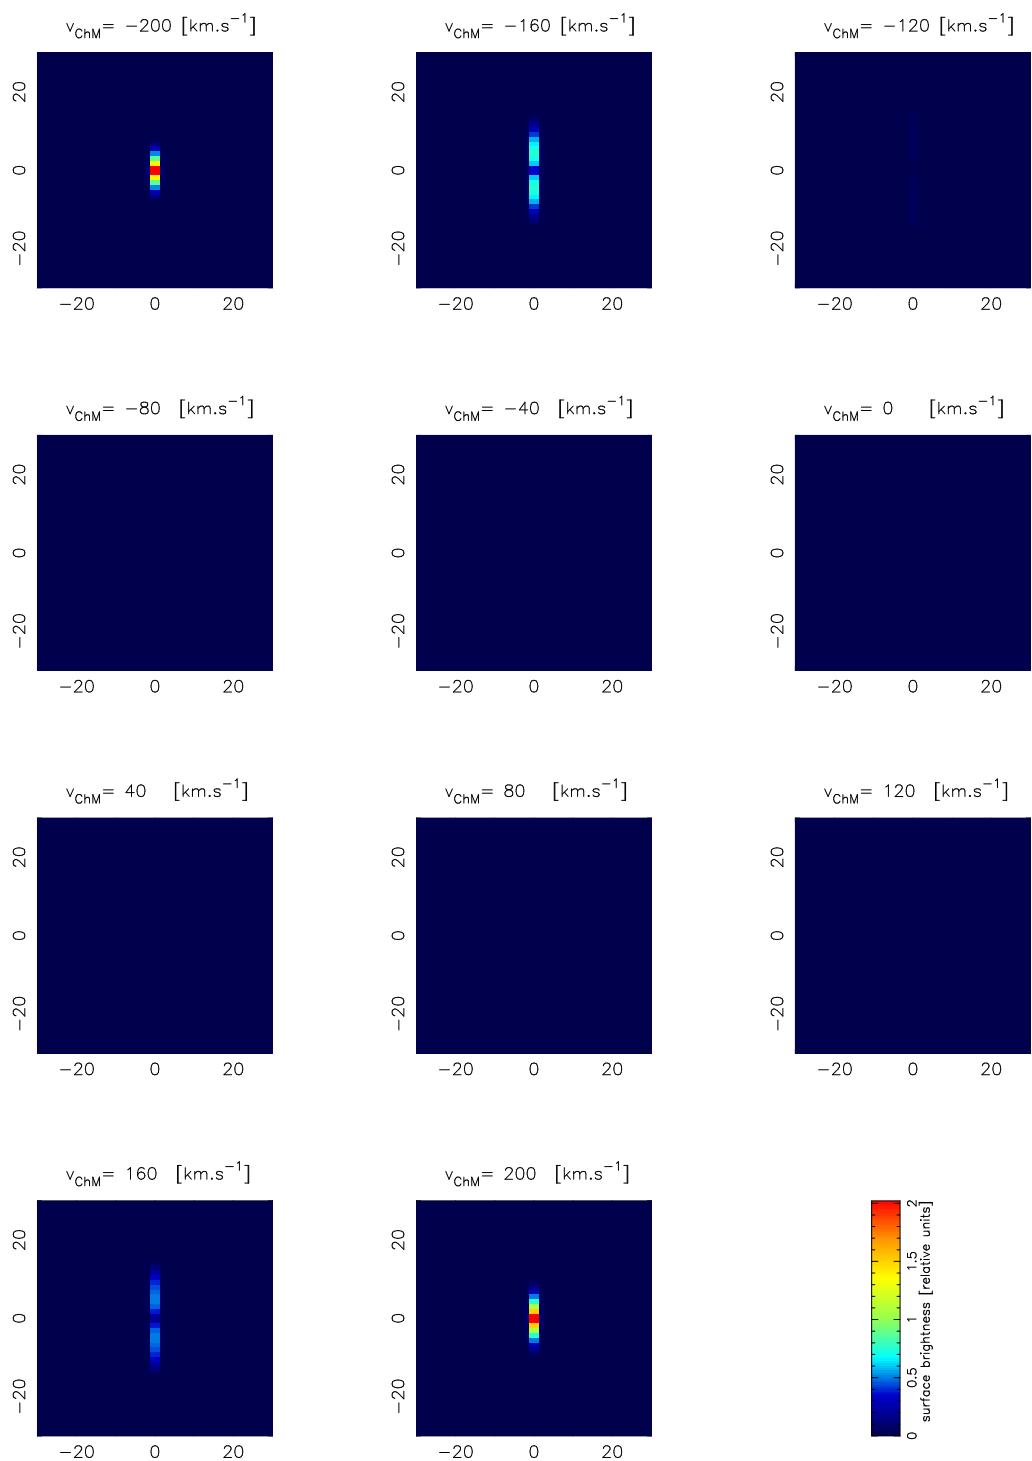 v_ChM= −200 [km.s⁻¹] v_ChM= −160 [km.s⁻¹] v_ChM= −120 [km.s⁻¹]
20 20 20
0 0 0
−20 −20 −20
−20 0 20 −20 0 20 −20 0 20
v_ChM= −80 [km.s⁻¹] v_ChM= −40 [km.s⁻¹] v_ChM= 0 [km.s⁻¹]
20 20 20
0 0 0
−20 −20 −20
−20 0 20 −20 0 20 −20 0 20
v_ChM= 40 [km.s⁻¹] v_ChM= 80 [km.s⁻¹] v_ChM= 120 [km.s⁻¹]
20 20 20
0 0 0
−20 −20 −20
−20 0 20 −20 0 20 −20 0 20
v_ChM= 160 [km.s⁻¹] v_ChM= 200 [km.s⁻¹]
20 20
0 0
−20 −20
−20 0 20 −20 0 20
0 0.5 1 1.5 2
surface brightness [relative units]